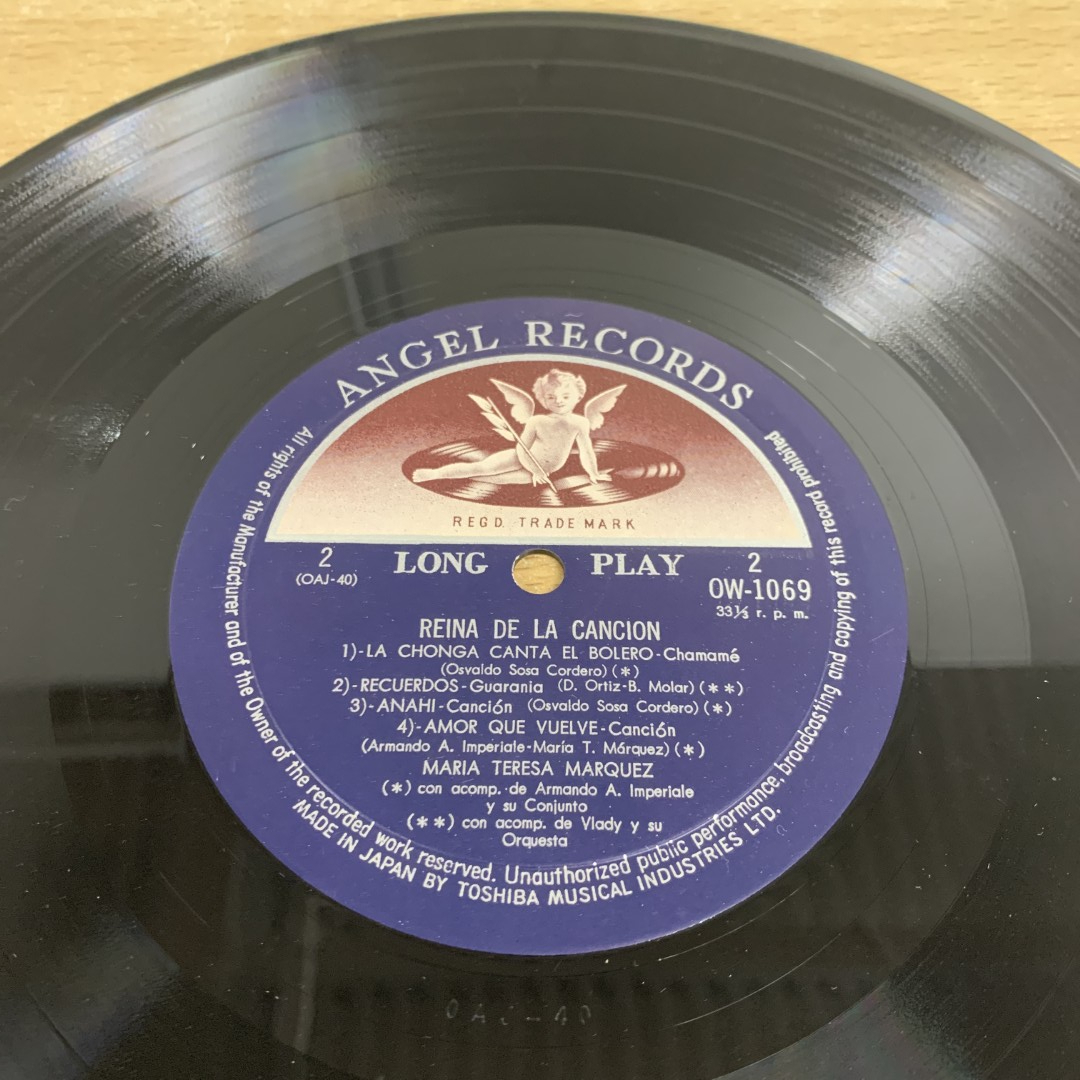 ANGEL RECORDS
REGD. TRADE MARK
2 LONG PLAY 2
(OAJ-40) OW-1069
33⅓ r. p. m.
REINA DE LA CANCION
1)-LA CHONGA CANTA EL BOLERO-Chamamé
(Osvaldo Sosa Cordero) (*)
2)-RECUERDOS-Guarania (D. Ortiz-B. Molar) (**)
3)-ANAHI-Canción (Osvaldo Sosa Cordero) (*)
4)-AMOR QUE VUELVE-Canción
(Armando A. Imperiale-María T. Márquez) (*)
MARIA TERESA MARQUEZ
(*) con acomp. de Armando A. Imperiale
y su Conjunto
(**) con acomp. de Vlady y su
Orquesta
All rights of the Manufacturer and of the Owner of the recorded work reserved. Unauthorized public performance, broadcasting and copying of this record prohibited
MADE IN JAPAN BY TOSHIBA MUSICAL INDUSTRIES LTD.
OAJ-40